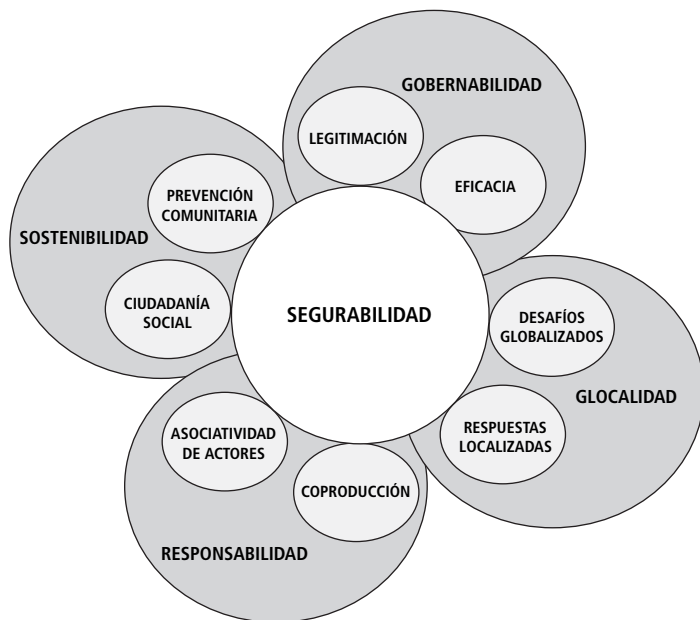 GOBERNABILIDAD
LEGITIMACIÓN
EFICACIA
PREVENCIÓN
COMUNITARIA
SOSTENIBILIDAD
CIUDADANÍA
SOCIAL
SEGURABILIDAD
DESAFÍOS
GLOBALIZADOS
GLOCALIDAD
RESPUESTAS
LOCALIZADAS
ASOCIATIVIDAD
DE ACTORES
COPRODUCCIÓN
RESPONSABILIDAD